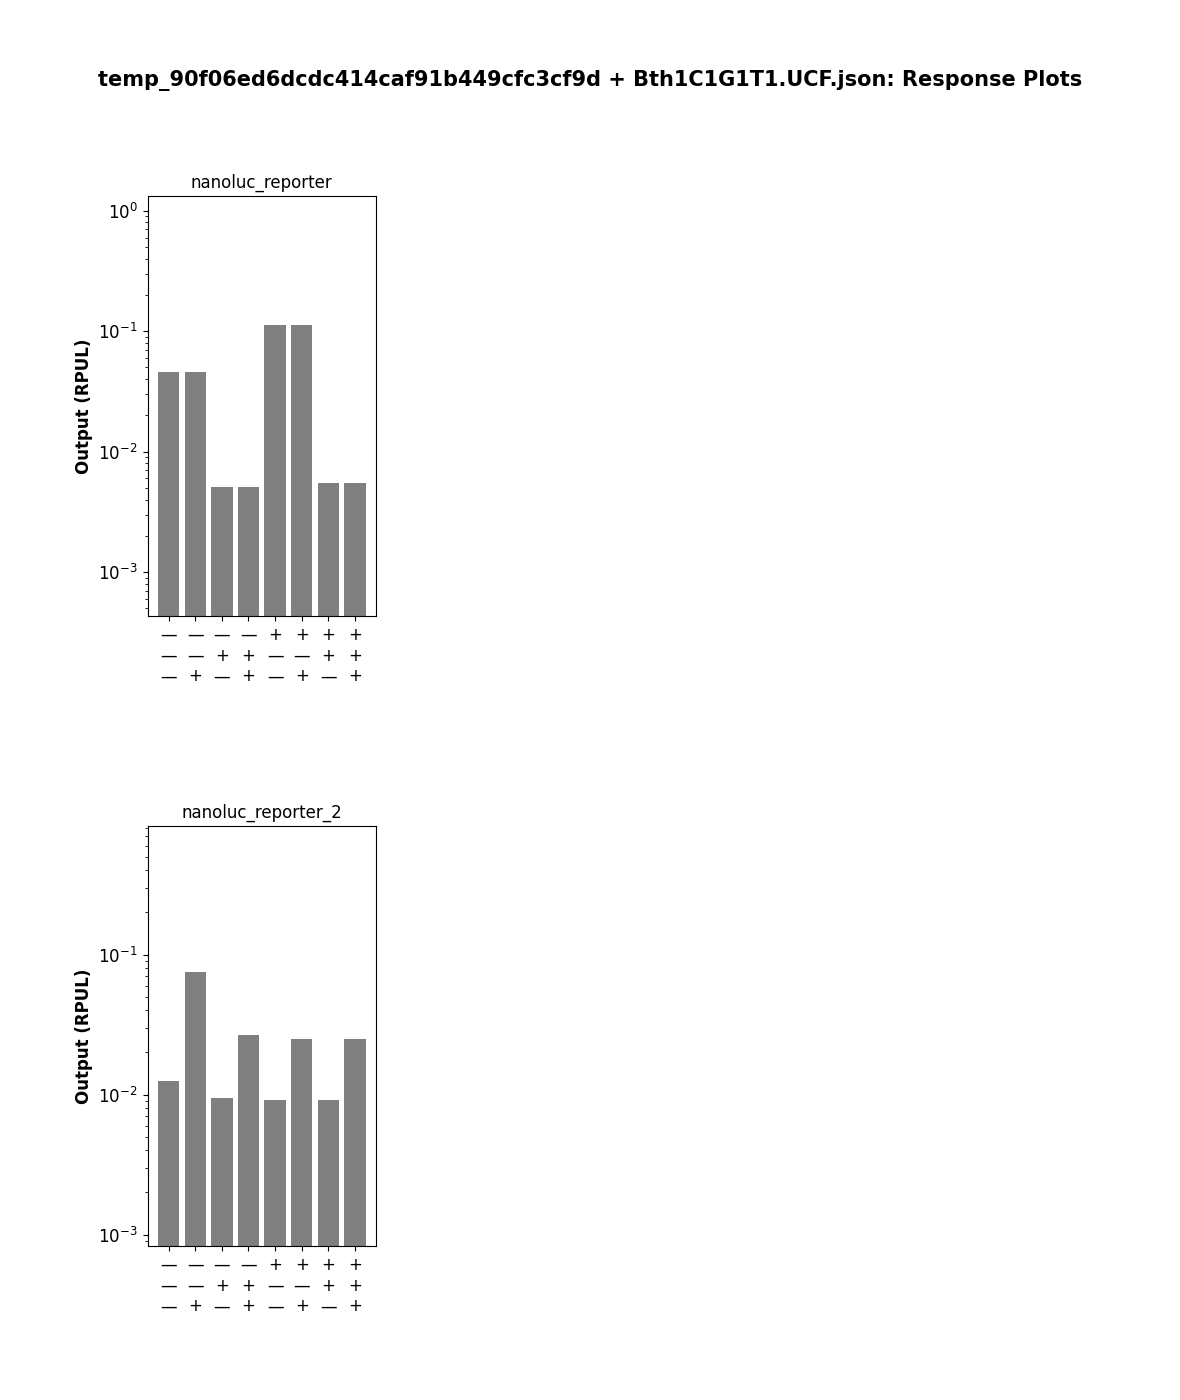 temp_90f06ed6dcdc414caf91b449cfc3cf9d + Bth1C1G1T1.UCF.json: Response Plots
nanoluc_reporter
10⁰
10⁻¹
10⁻²
10⁻³
Output (RPUL)
— — — — + + + +
— — + + — — + +
— + — + — + — +
nanoluc_reporter_2
10⁻¹
10⁻²
10⁻³
Output (RPUL)
— — — — + + + +
— — + + — — + +
— + — + — + — +